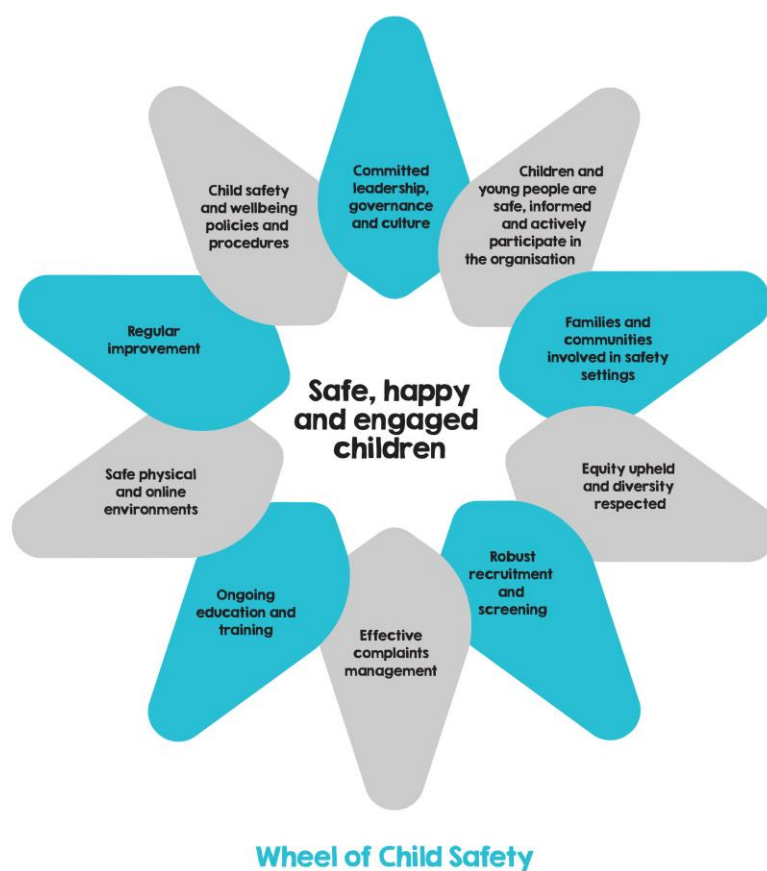 Committed
leadership,
governance
and culture
Children and
young people are
safe, informed
and actively
participate in
the organisation
Families and
communities
involved in safety
settings
Equity upheld
and diversity
respected
Robust
recruitment
and
screening
Effective
complaints
management
Ongoing
education and
training
Safe physical
and online
environments
Regular
improvement
Child safety
and wellbeing
policies and
procedures
Safe, happy
and engaged
children
Wheel of Child Safety